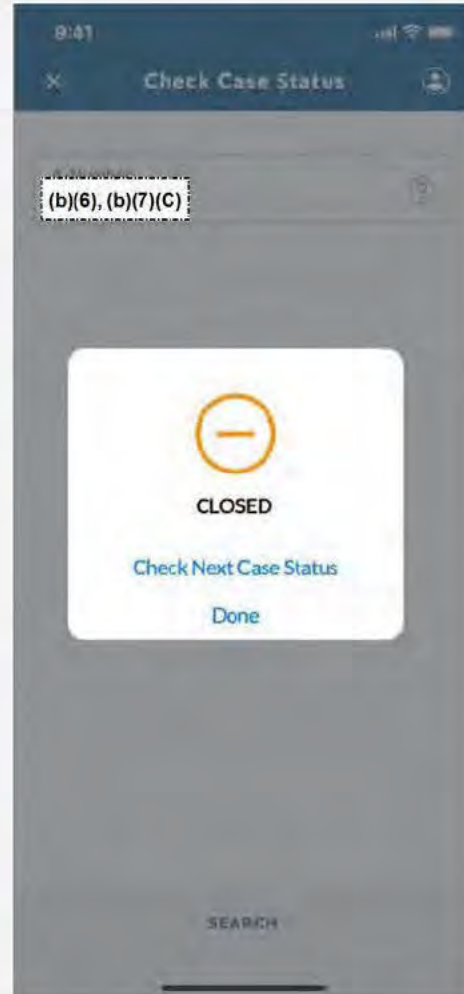 9:41
Check Case Status
(b)(6), (b)(7)(C)
CLOSED
Check Next Case Status
Done
SEARCH